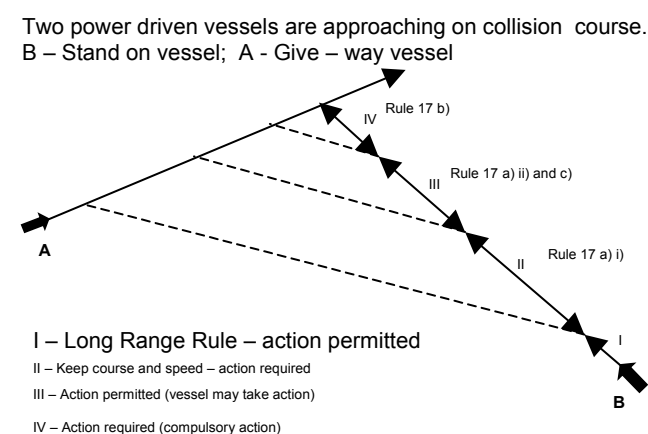 Two power driven vessels are approaching on collision course.
B – Stand on vessel; A - Give – way vessel
IV Rule 17 b)
III Rule 17 a) ii) and c)
II Rule 17 a) i)
A
I – Long Range Rule – action permitted
I
II – Keep course and speed – action required
III – Action permitted (vessel may take action)
B
IV – Action required (compulsory action)